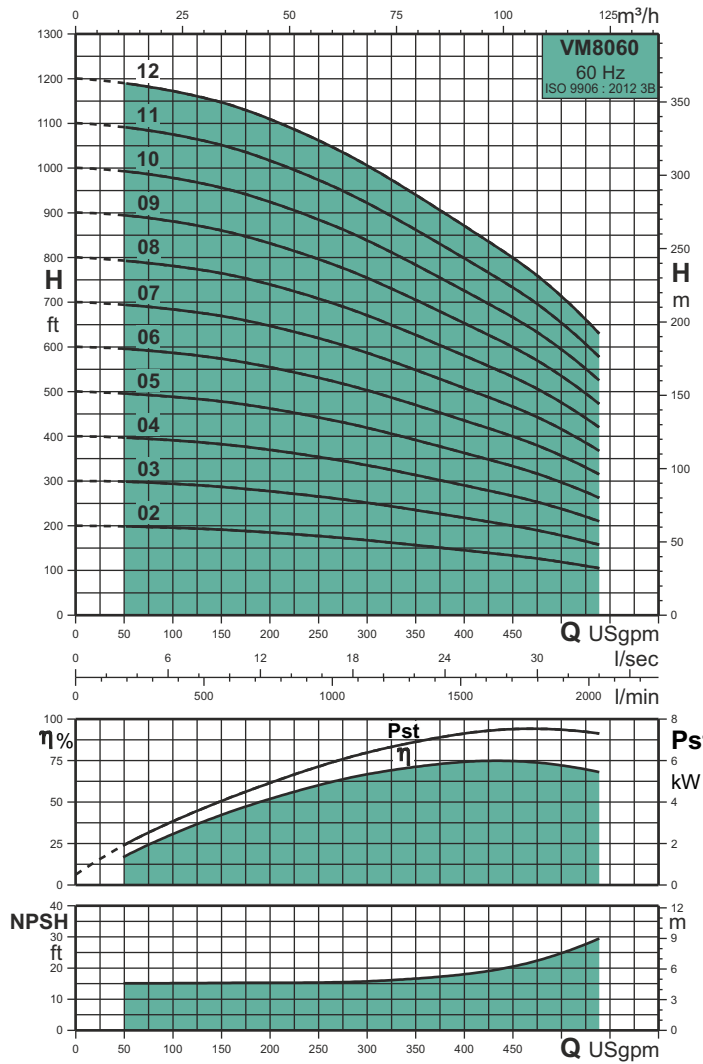 0 25 50 75 100 125 m³/h
1300
1200
1100
1000
900
800
700
600
500
400
300
200
100
0
H
ft
VM8060
60 Hz
ISO 9906 : 2012 3B
12
11
10
09
08
07
06
05
04
03
02
350
300
250
H
m
200
150
100
50
0
0 50 100 150 200 250 300 350 400 450 Q USgpm
0 6 12 18 24 30 l/sec
0 500 1000 1500 2000 l/min
100
η%
75
50
25
0
Pst
η
8
Ps
6
kW
4
2
0
40
NPSH
30
ft
20
10
0
12
m
9
6
3
0
0 50 100 150 200 250 300 350 400 450 Q USgpm